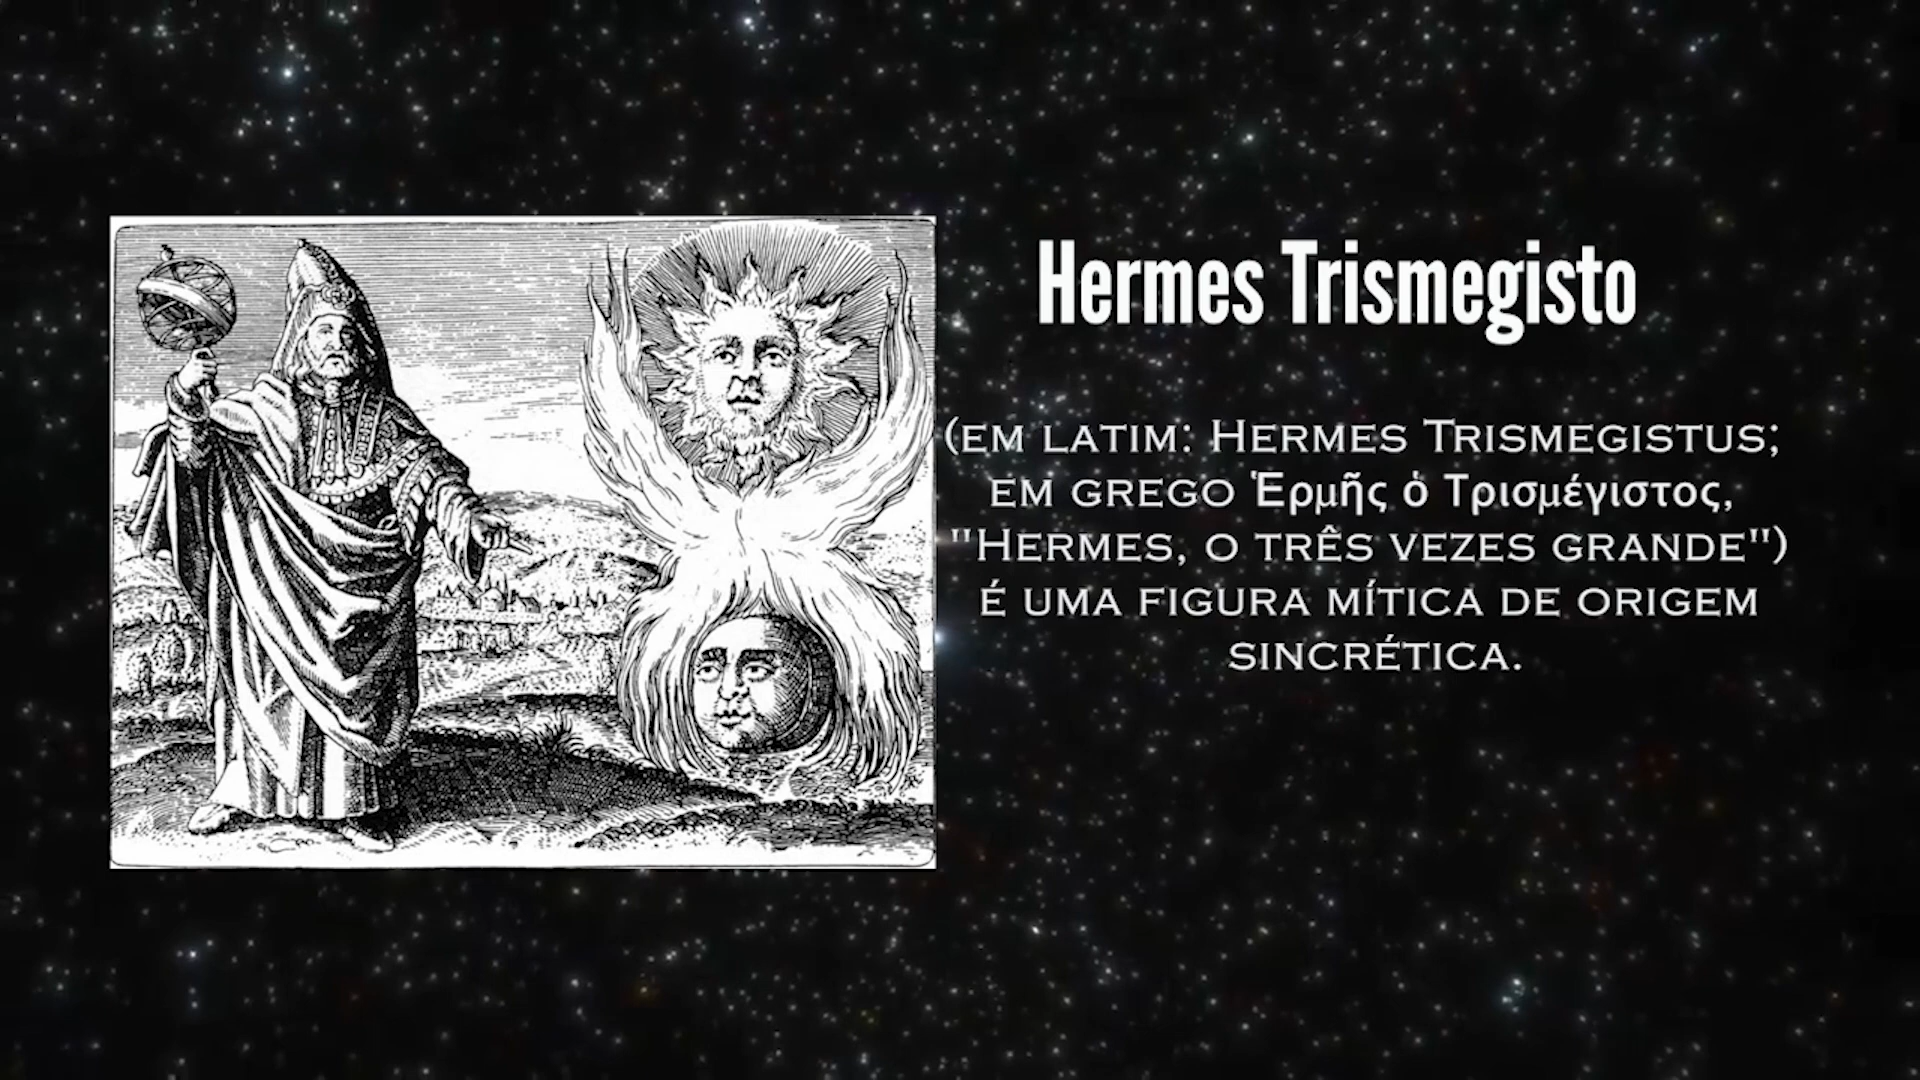 Hermes Trismegisto
(em latim: Hermes Trismegistus;
em grego Ἑρμῆς ὁ Τρισμέγιστος,
"Hermes, o três vezes grande")
é uma figura mítica de origem
sincrética.